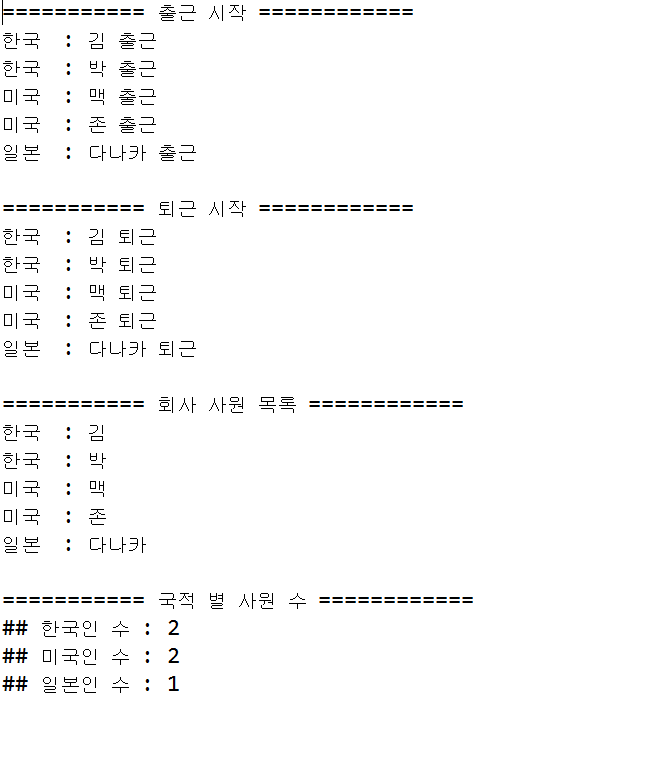 =========== 출근 시작 ============
한국  : 김 출근
한국  : 박 출근
미국  : 맥 출근
미국  : 존 출근
일본  : 다나카 출근
=========== 퇴근 시작 ============
한국  : 김 퇴근
한국  : 박 퇴근
미국  : 맥 퇴근
미국  : 존 퇴근
일본  : 다나카 퇴근
=========== 회사 사원 목록 ============
한국  : 김
한국  : 박
미국  : 맥
미국  : 존
일본  : 다나카
=========== 국적 별 사원 수 ============
## 한국인 수 : 2
## 미국인 수 : 2
## 일본인 수 : 1